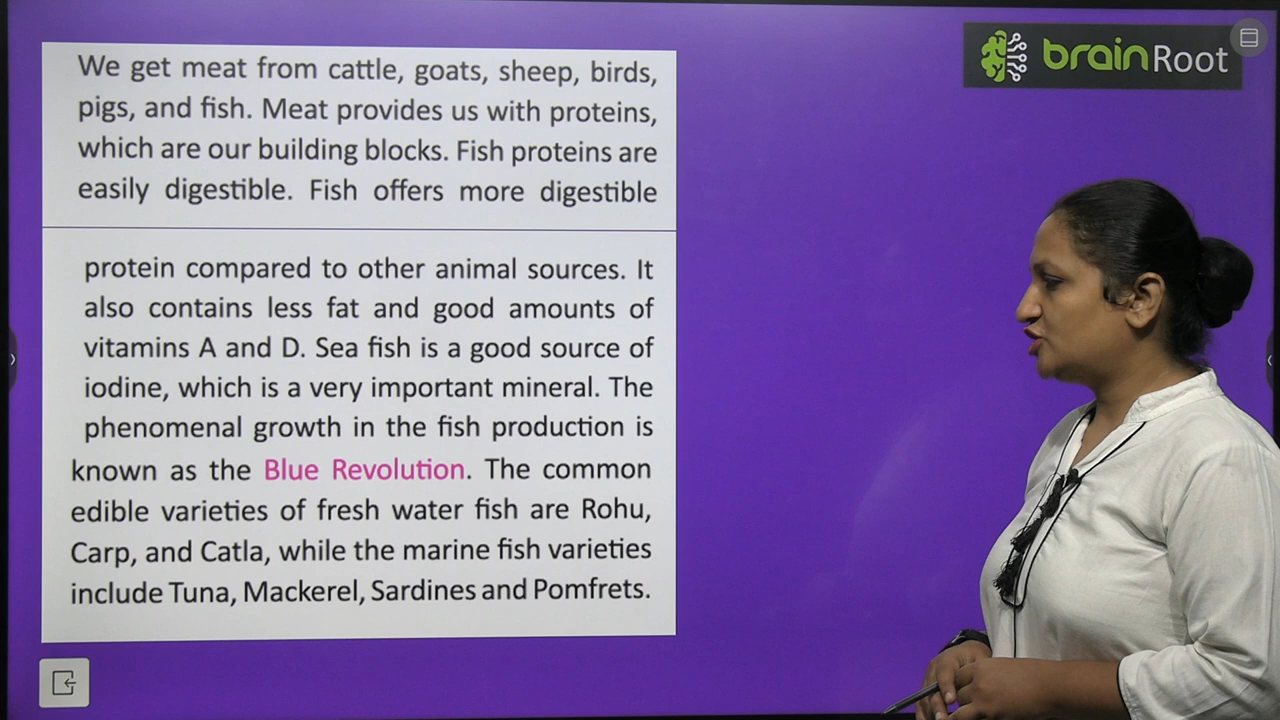 We get meat from cattle, goats, sheep, birds,
pigs, and fish. Meat provides us with proteins,
which are our building blocks. Fish proteins are
easily digestible. Fish offers more digestible
protein compared to other animal sources. It
also contains less fat and good amounts of
vitamins A and D. Sea fish is a good source of
iodine, which is a very important mineral. The
phenomenal growth in the fish production is
known as the Blue Revolution. The common
edible varieties of fresh water fish are Rohu,
Carp, and Catla, while the marine fish varieties
include Tuna, Mackerel, Sardines and Pomfrets.
brainRoot